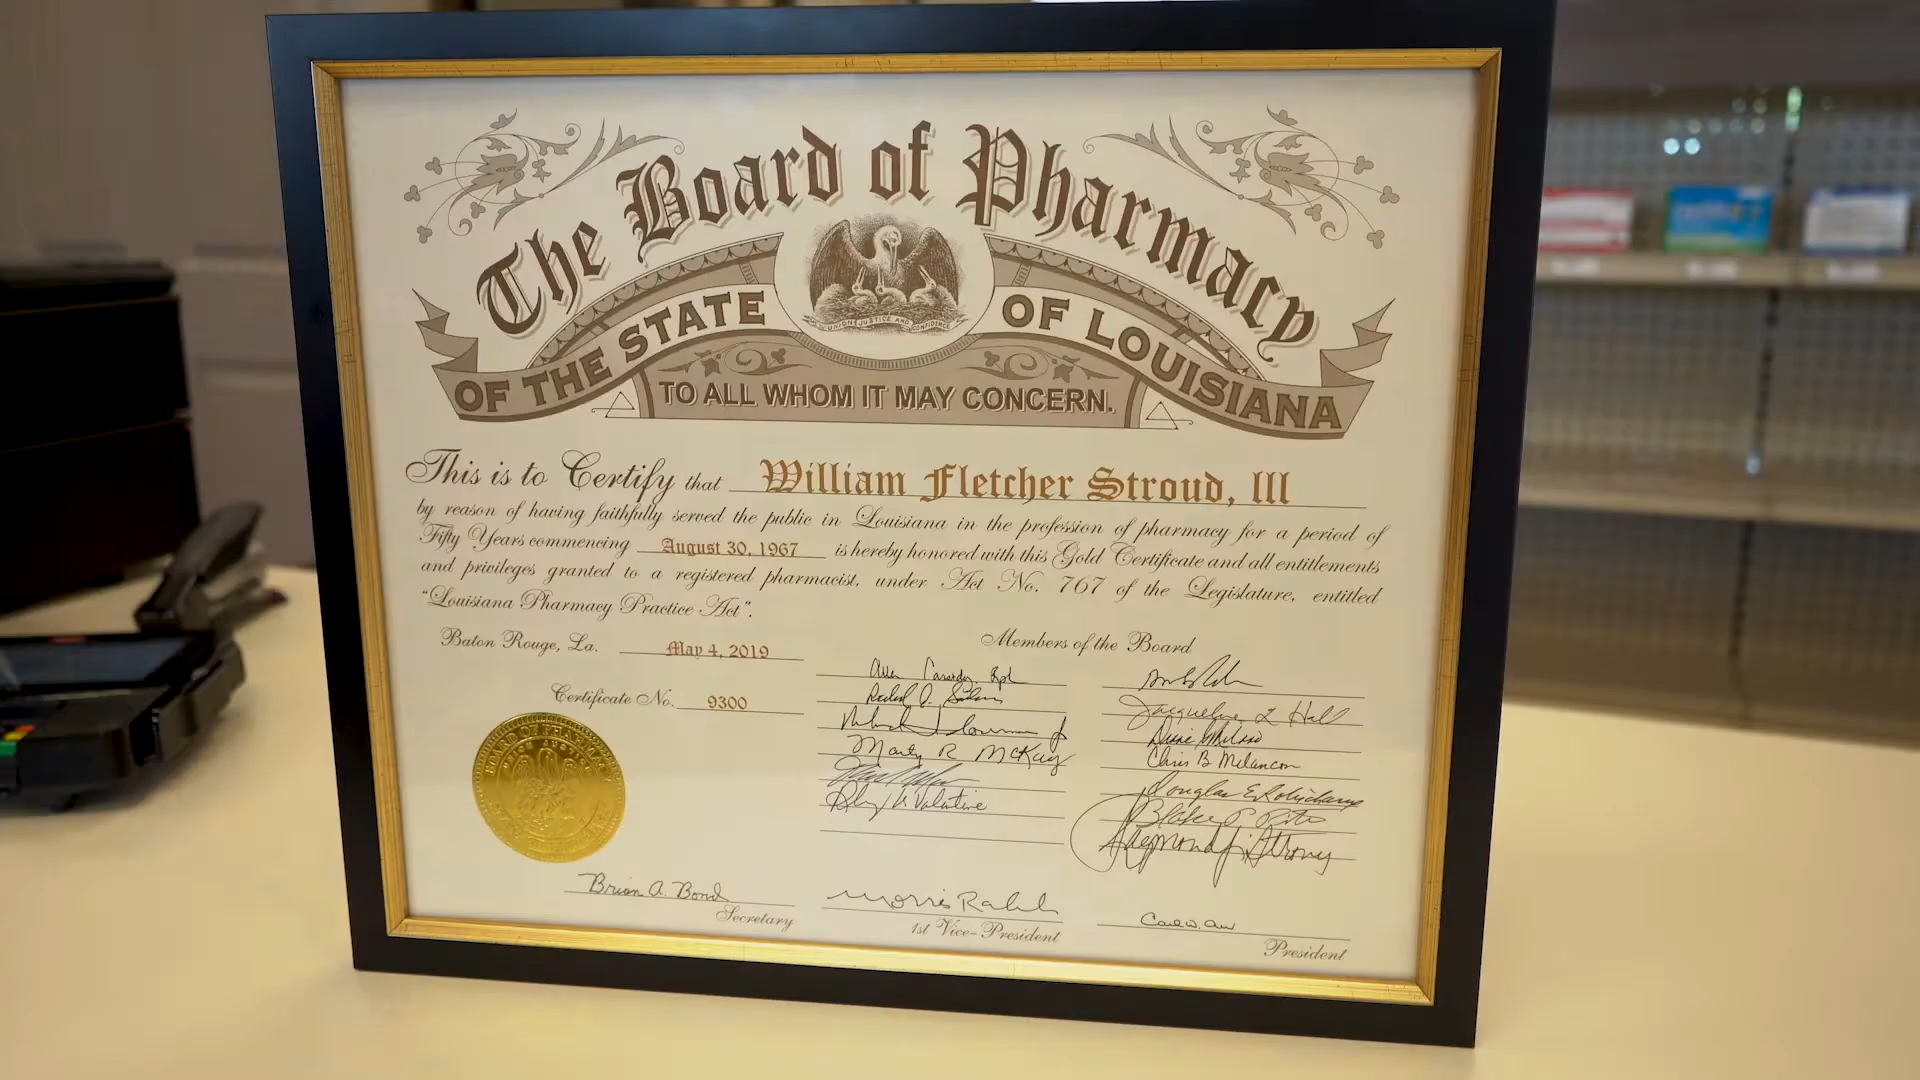 The Board of Pharmacy
UNION JUSTICE AND CONFIDENCE
OF THE STATE OF LOUISIANA
TO ALL WHOM IT MAY CONCERN.
This is to Certify that William Fletcher Stroud, III
by reason of having faithfully served the public in Louisiana in the profession of pharmacy for a period of
Fifty Years commencing August 30, 1967 is hereby honored with this Gold Certificate and all entitlements
and privileges granted to a registered pharmacist, under Act No. 767 of the Legislature, entitled
"Louisiana Pharmacy Practice Act".
Baton Rouge, La. May 4, 2019
Members of the Board
Certificate No. 9300
Jacqueline L Hall
Marty R. McKay
Chris B Melancon
Raymond J. Strong
BOARD OF PHARMACY
Brian A. Bond
Secretary
1st Vice-President
President